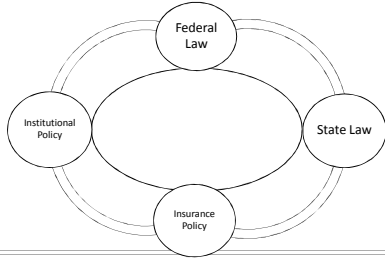 Federal
Law
Institutional
Policy
State Law
Insurance
Policy